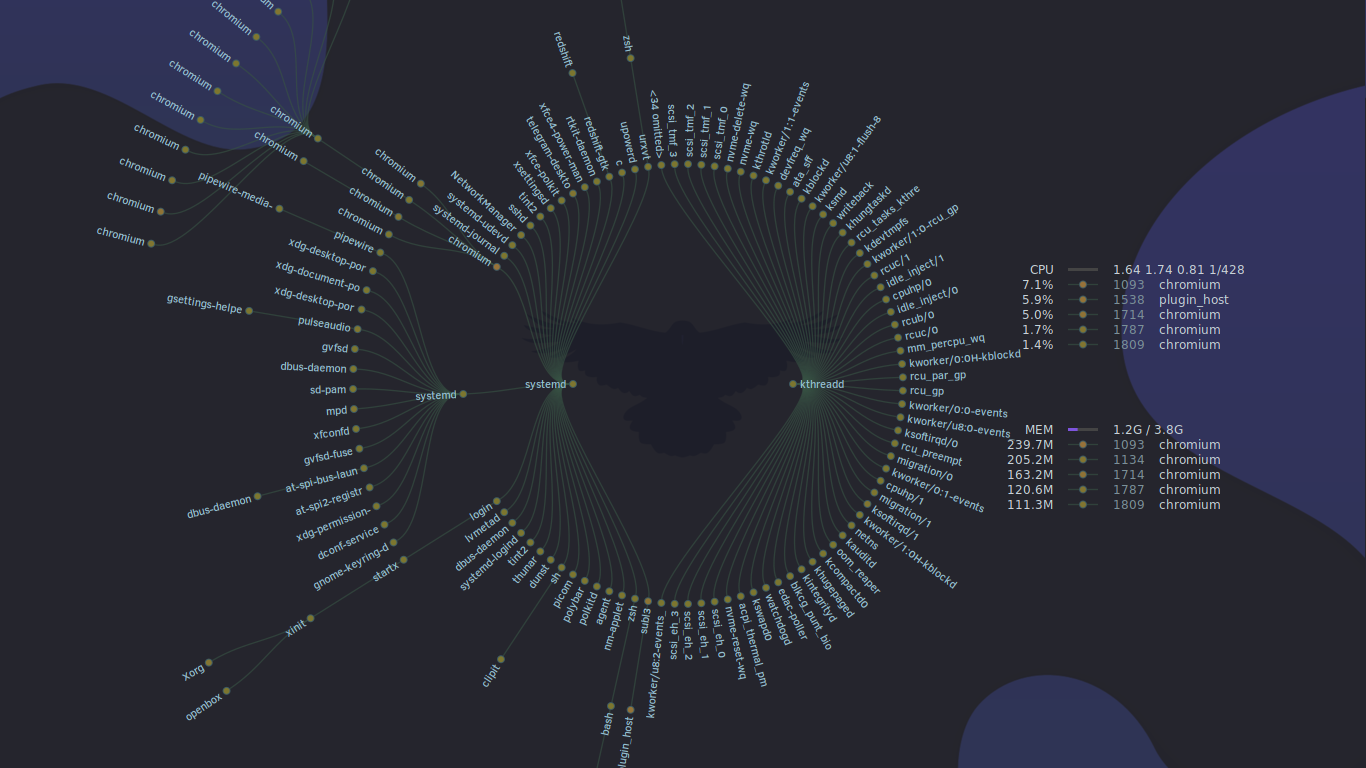 um
chromium
chromium
chromium
chromium
chromium
chromium
chromium
chromium
chromium
chromium
pipewire-media-
chromium
chromium
chromium
chromium
chromium
pipewire
xdg-desktop-por
xdg-document-po
xdg-desktop-por
gsettings-helpe
pulseaudio
gvfsd
dbus-daemon
sd-pam
mpd
xfconfd
gvfsd-fuse
at-spi-bus-laun
dbus-daemon
at-spi2-registr
xdg-permission-
dconf-service
gnome-keyring-d
startx
xinit
Xorg
openbox
systemd
systemd
NetworkManager
systemd-udevd
systemd-journal
sshd
tint2
xsettingsd
xfce-polkit
telegram-deskto
xfce4-power-man
rtkit-daemon
redshift-gtk
redshift
c
upowerd
urxvt
zsh
login
lvmetad
dbus-daemon
systemd-logind
tint2
thunar
dunst
sh
clipit
picom
polybar
polkitd
agent
nm-applet
zsh
bash
subl3
plugin_host
<34 omitted>
scsi_tmf_3
scsi_tmf_2
scsi_tmf_1
scsi_tmf_0
nvme-delete-wq
nvme-wq
kthrotld
kworker/1:1-events
devfreq_wq
ata_sff
kblockd
kworker/u8:1-flush-8
ksmd
writeback
khungtaskd
rcu_tasks_kthre
kdevtmpfs
kworker/1:0-rcu_gp
rcuc/1
idle_inject/1
cpuhp/0
idle_inject/0
rcub/0
rcuc/0
mm_percpu_wq
kworker/0:0H-kblockd
rcu_par_gp
kthreadd
rcu_gp
kworker/0:0-events
kworker/u8:0-events
ksoftirqd/0
rcu_preempt
migration/0
kworker/0:1-events
cpuhp/1
migration/1
ksoftirqd/1
kworker/1:0H-kblockd
netns
kauditd
oom_reaper
kcompactd0
khugepaged
kintegrityd
bikcg_punt_bio
edac-poller
watchdogd
kswapd0
acpi_thermal_pm
nvme-reset-wq
scsi_eh_0
scsi_eh_1
scsi_eh_2
scsi_eh_3
kworker/u8:2-events_
CPU 1.64 1.74 0.81 1/428
7.1% 1093 chromium
5.9% 1538 plugin_host
5.0% 1714 chromium
1.7% 1787 chromium
1.4% 1809 chromium
MEM 1.2G / 3.8G
239.7M 1093 chromium
205.2M 1134 chromium
163.2M 1714 chromium
120.6M 1787 chromium
111.3M 1809 chromium